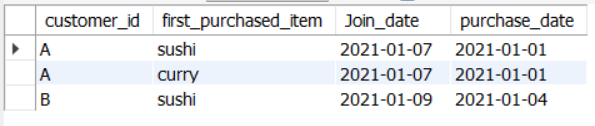 customer_id first_purchased_item Join_date purchase_date
A sushi 2021-01-07 2021-01-01
A curry 2021-01-07 2021-01-01
B sushi 2021-01-09 2021-01-04